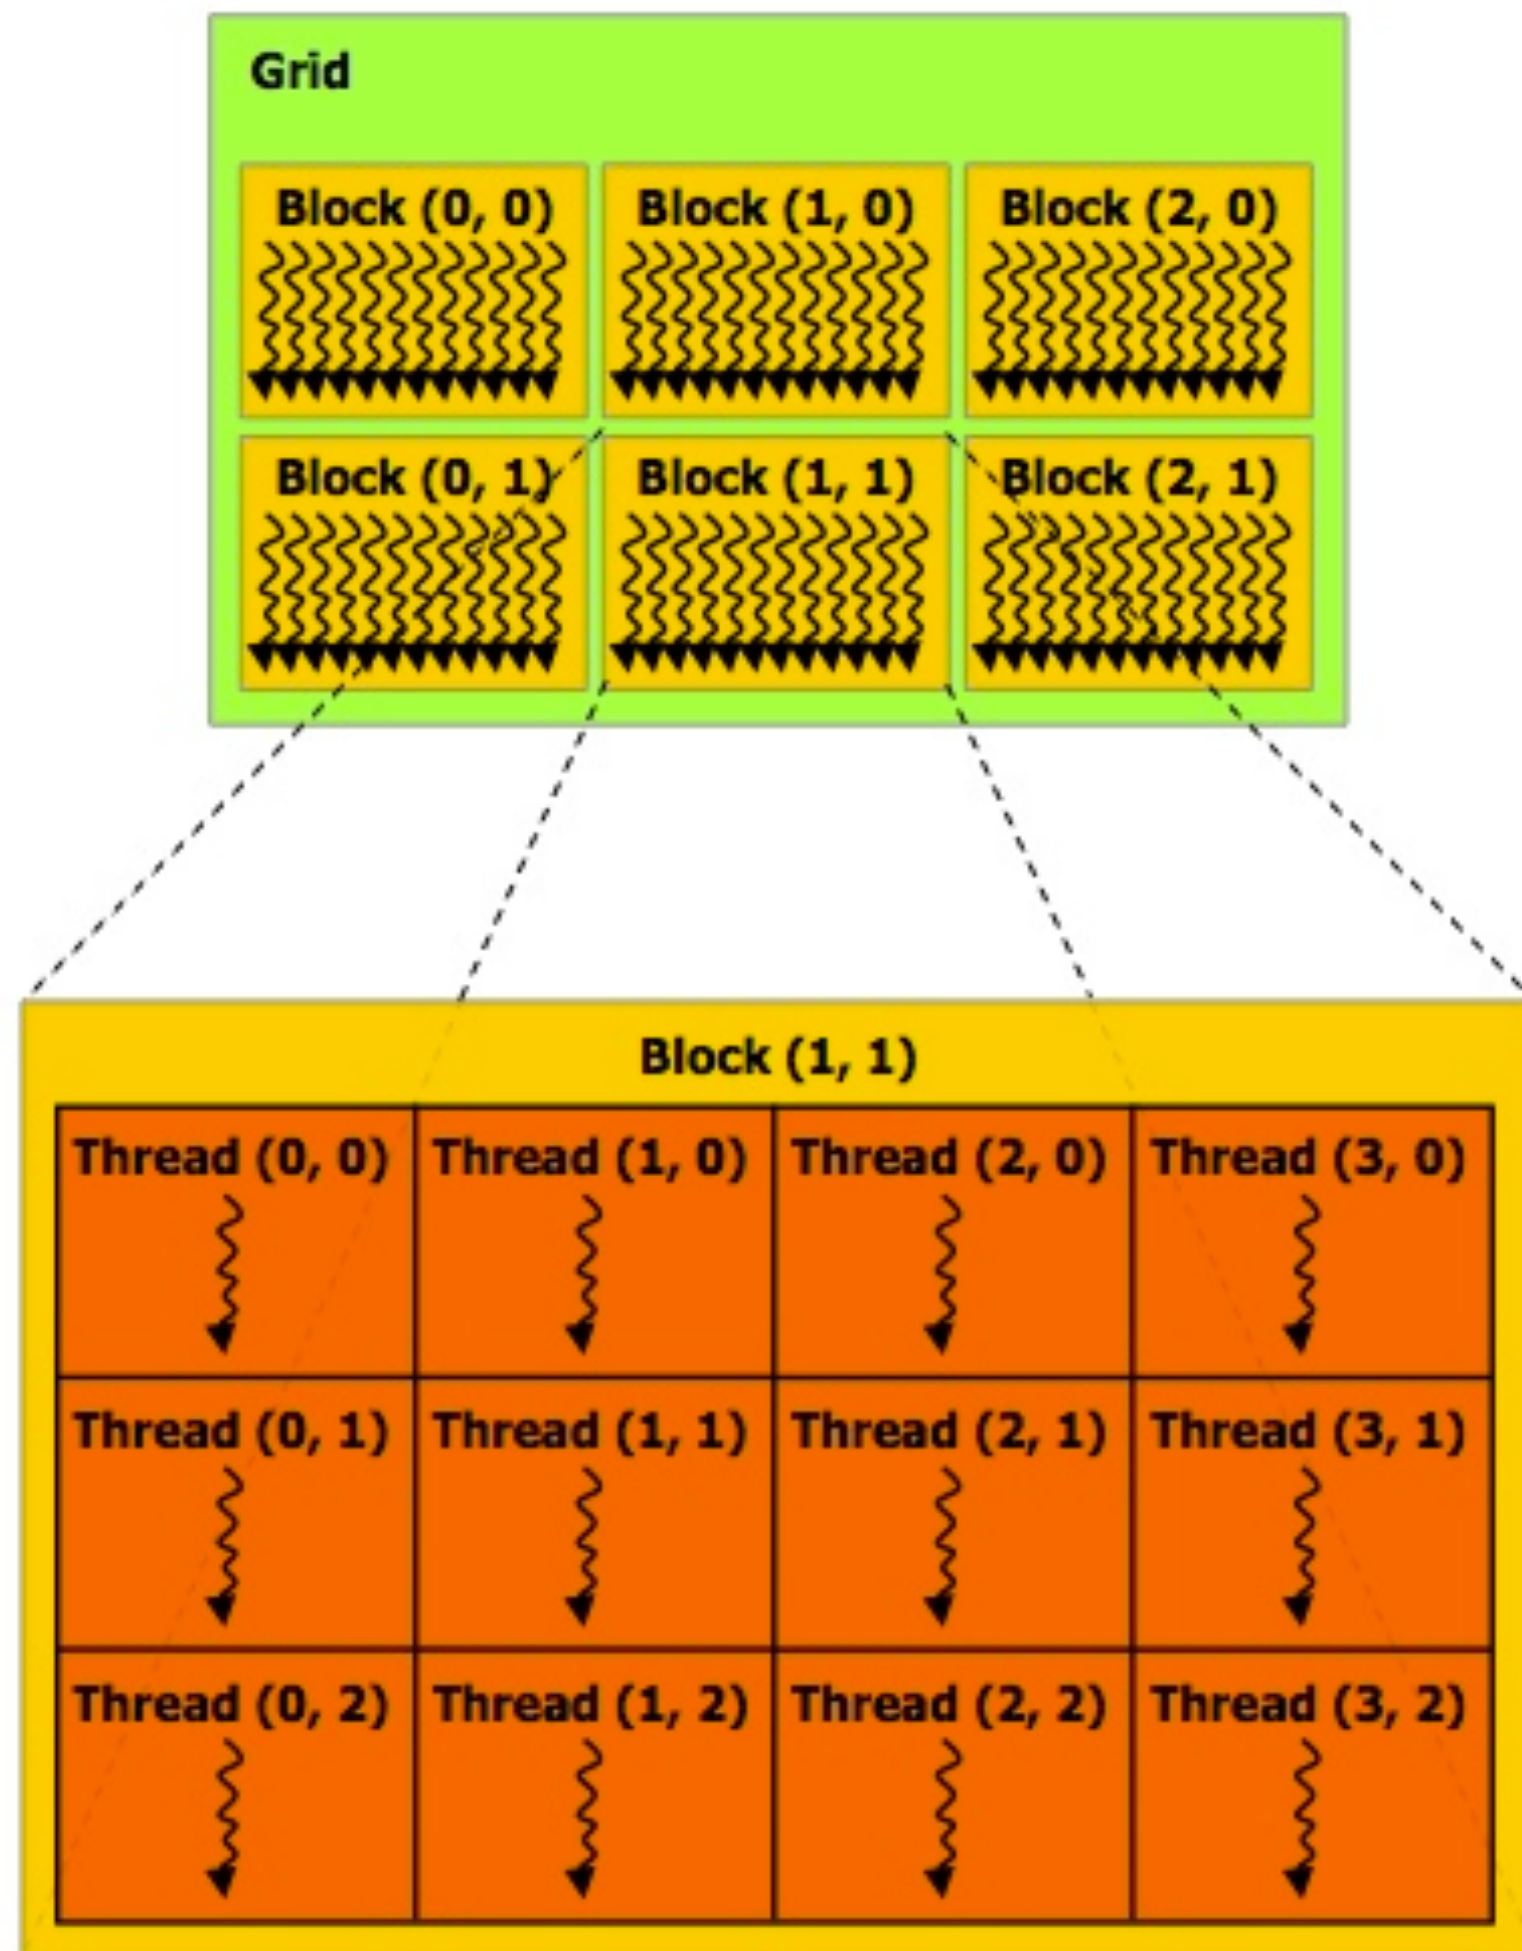 Grid
Block (0, 0) Block (1, 0) Block (2, 0)
Block (0, 1) Block (1, 1) Block (2, 1)
Block (1, 1)
Thread (0, 0) Thread (1, 0) Thread (2, 0) Thread (3, 0)
Thread (0, 1) Thread (1, 1) Thread (2, 1) Thread (3, 1)
Thread (0, 2) Thread (1, 2) Thread (2, 2) Thread (3, 2)